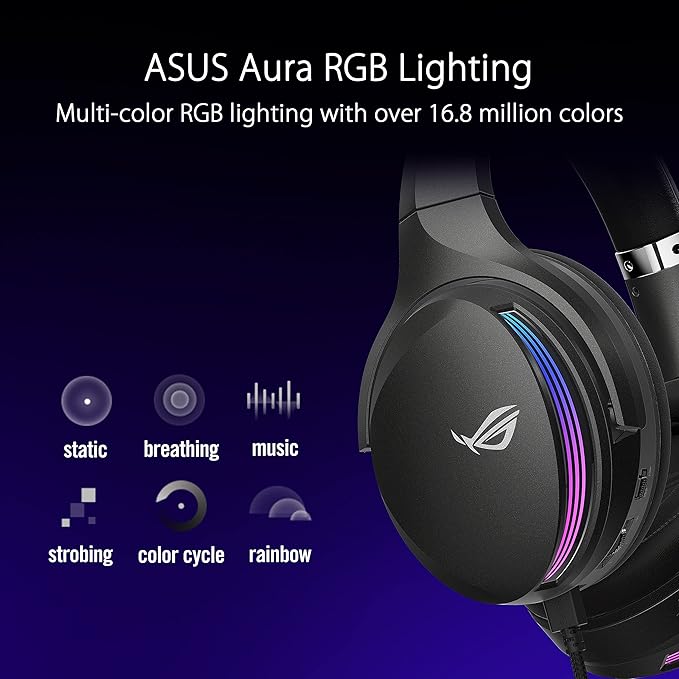 ASUS Aura RGB Lighting
Multi-color RGB lighting with over 16.8 million colors
static breathing music
strobing color cycle rainbow